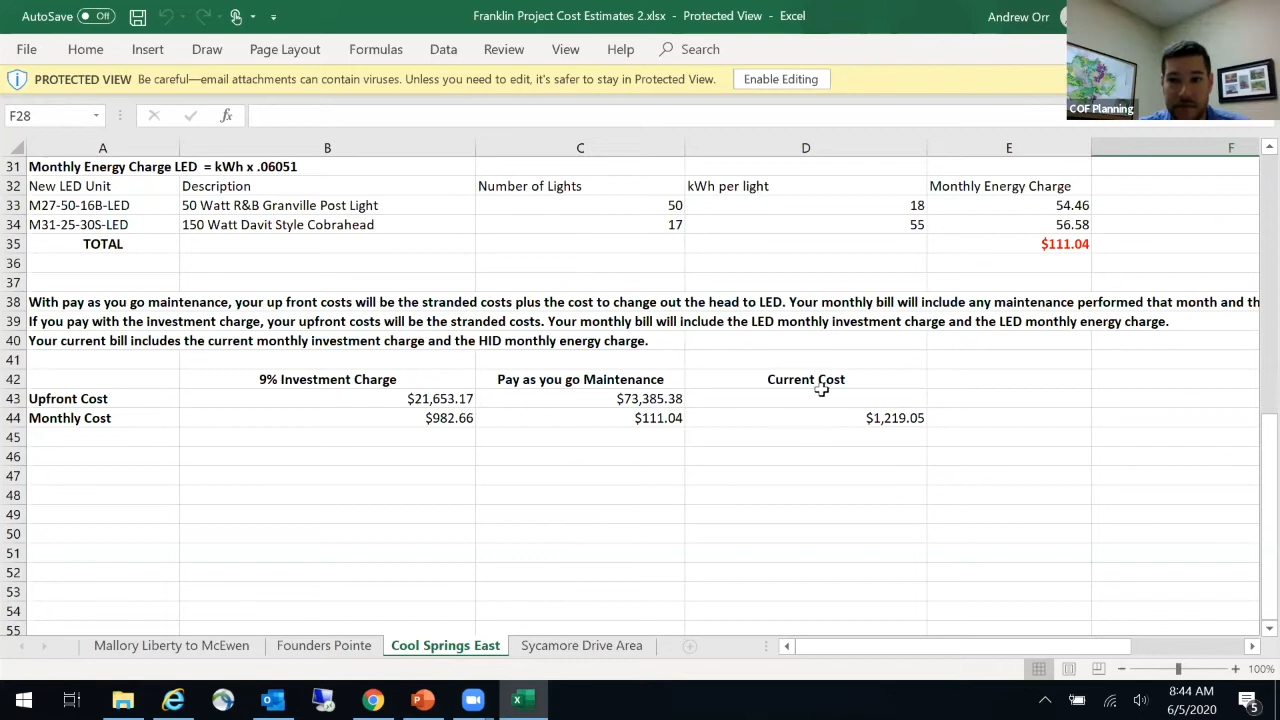 AutoSave Off Franklin Project Cost Estimates 2.xlsx - Protected View - Excel Andrew Orr
File Home Insert Draw Page Layout Formulas Data Review View Help Search
PROTECTED VIEW Be careful—email attachments can contain viruses. Unless you need to edit, it's safer to stay in Protected View. Enable Editing
COF Planning
F28 fx
A B C D E F
31 Monthly Energy Charge LED = kWh x .06051
32 New LED Unit Description Number of Lights kWh per light Monthly Energy Charge
33 M27-50-16B-LED 50 Watt R&B Granville Post Light 50 18 54.46
34 M31-25-30S-LED 150 Watt Davit Style Cobrahead 17 55 56.58
35 TOTAL $111.04
36
37
38 With pay as you go maintenance, your up front costs will be the stranded costs plus the cost to change out the head to LED. Your monthly bill will include any maintenance performed that month and th
39 If you pay with the investment charge, your upfront costs will be the stranded costs. Your monthly bill will include the LED monthly investment charge and the LED monthly energy charge.
40 Your current bill includes the current monthly investment charge and the HID monthly energy charge.
41
42 9% Investment Charge Pay as you go Maintenance Current Cost
43 Upfront Cost $21,653.17 $73,385.38
44 Monthly Cost $982.66 $111.04 $1,219.05
45
46
47
48
49
50
51
52
53
54
55
Mallory Liberty to McEwen Founders Pointe Cool Springs East Sycamore Drive Area
100%
8:44 AM
6/5/2020 5